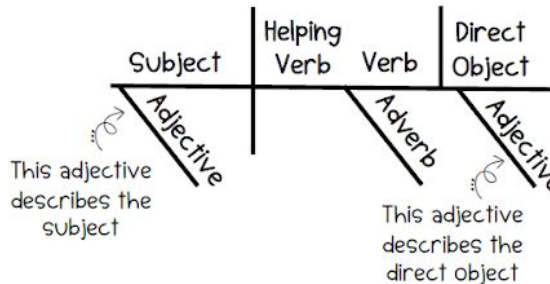 Subject
Helping
Verb
Verb
Direct
Object
Adjective
Adverb
Adjective
This adjective
describes the
subject
This adjective
describes the
direct object